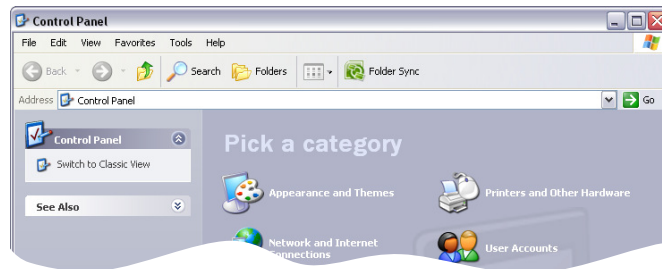 Control Panel
File Edit View Favorites Tools Help
Back Search Folders Folder Sync
Address Control Panel Go
Control Panel
Switch to Classic View
See Also
Pick a category
Appearance and Themes
Printers and Other Hardware
Network and Internet
Connections
User Accounts